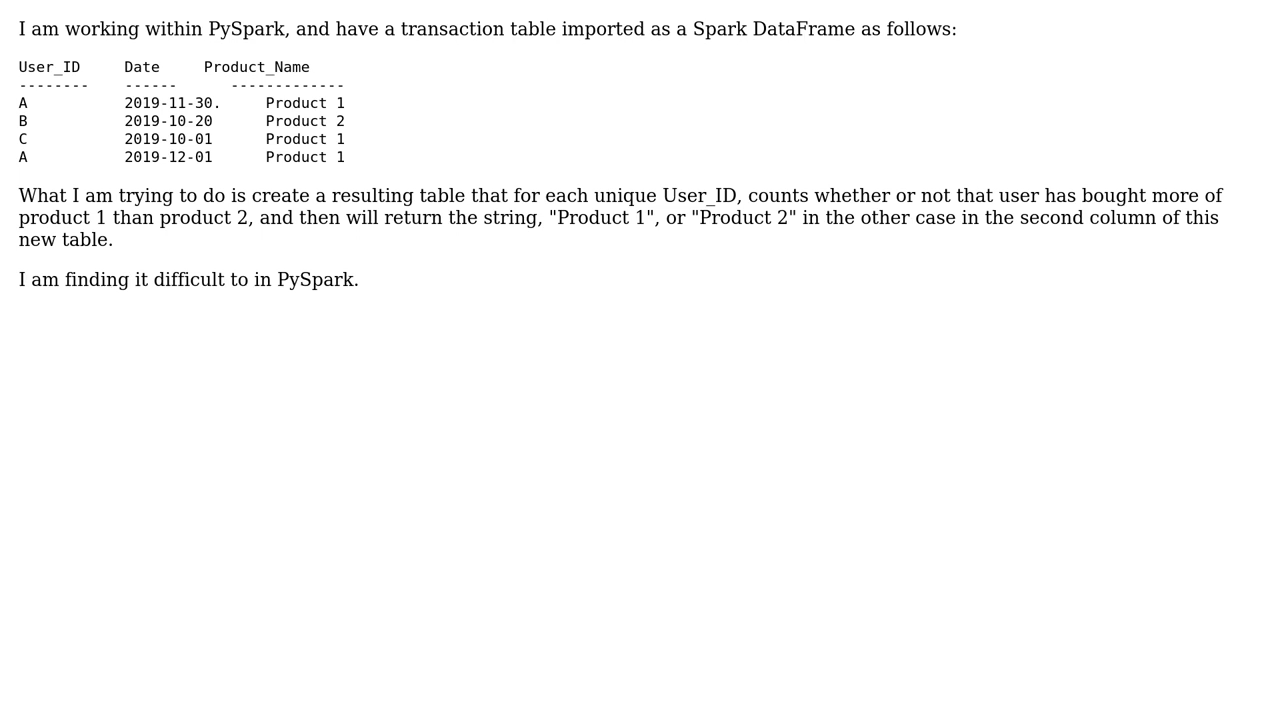 I am working within PySpark, and have a transaction table imported as a Spark DataFrame as follows:
User_ID     Date     Product_Name
--------    ------      -------------
A           2019-11-30.     Product 1
B           2019-10-20      Product 2
C           2019-10-01      Product 1
A           2019-12-01      Product 1
What I am trying to do is create a resulting table that for each unique User_ID, counts whether or not that user has bought more of
product 1 than product 2, and then will return the string, "Product 1", or "Product 2" in the other case in the second column of this
new table.
I am finding it difficult to in PySpark.